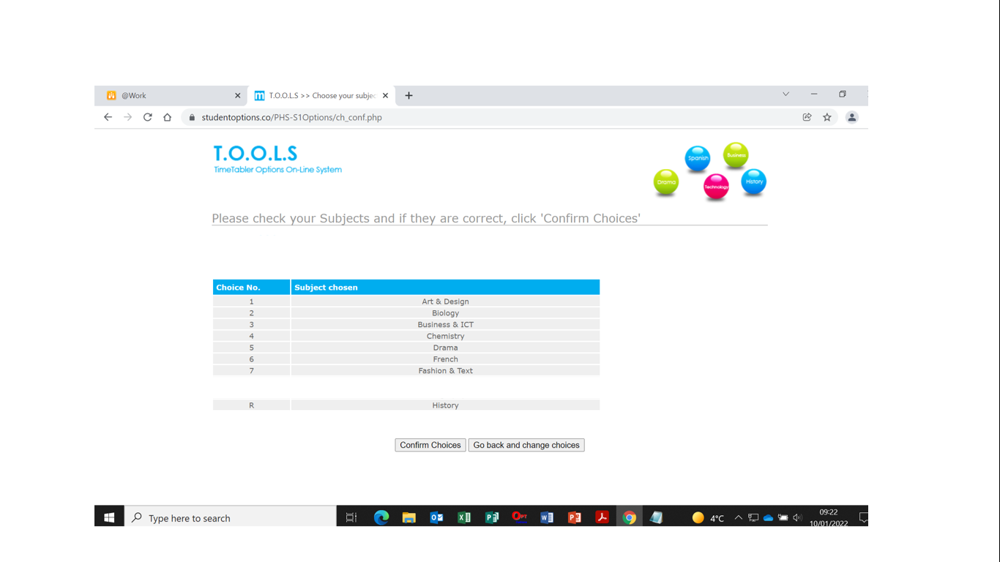 @Work
T.O.O.L.S >> Choose your subjec
studentoptions.co/PHS-S1Options/ch_conf.php
T.O.O.L.S
TimeTabler Options On-Line System
Spanish
Business
Drama
Technology
History
Please check your Subjects and if they are correct, click 'Confirm Choices'
Choice No. Subject chosen
1 Art & Design
2 Biology
3 Business & ICT
4 Chemistry
5 Drama
6 French
7 Fashion & Text
R History
Confirm Choices Go back and change choices
Type here to search
4°C
09:22
10/01/2022